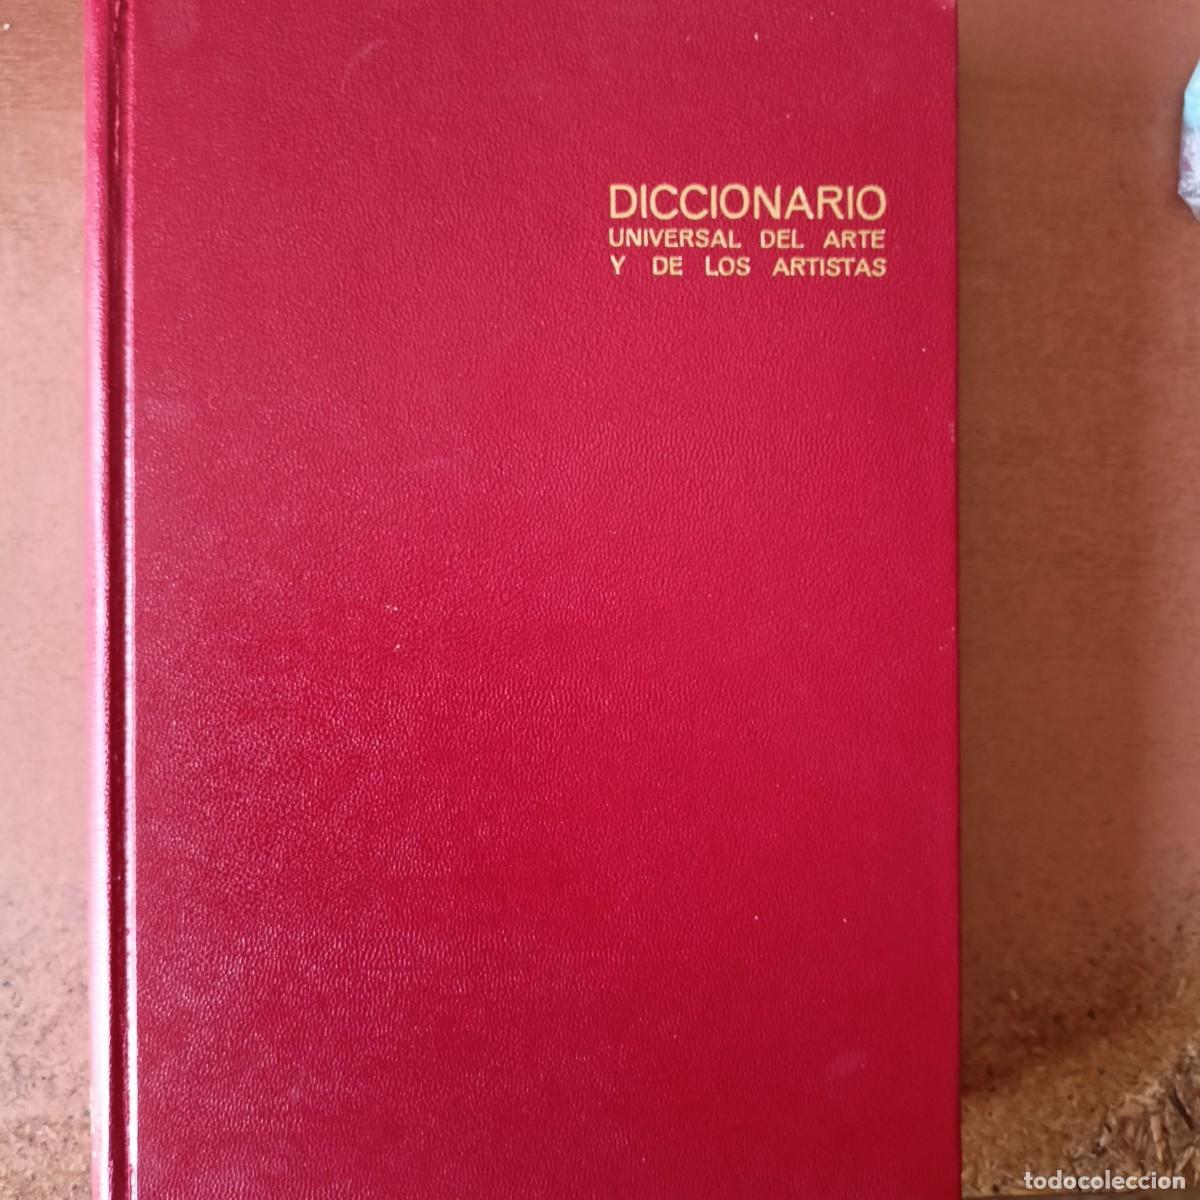 DICCIONARIO
UNIVERSAL DEL ARTE
Y DE LOS ARTISTAS
todocoleccion